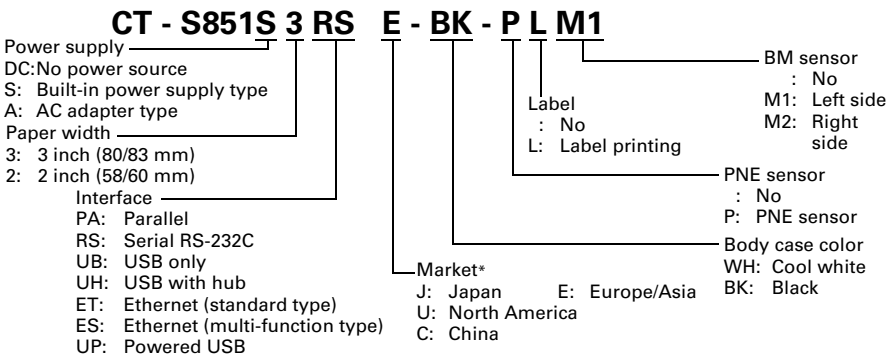 CT - S851S 3 RS E - BK - P L M1
Power supply
DC:No power source
S: Built-in power supply type
A: AC adapter type
Paper width
3: 3 inch (80/83 mm)
2: 2 inch (58/60 mm)
Interface
PA: Parallel
RS: Serial RS-232C
UB: USB only
UH: USB with hub
ET: Ethernet (standard type)
ES: Ethernet (multi-function type)
UP: Powered USB
Market*
J: Japan E: Europe/Asia
U: North America
C: China
Label
: No
L: Label printing
BM sensor
: No
M1: Left side
M2: Right
side
PNE sensor
: No
P: PNE sensor
Body case color
WH: Cool white
BK: Black